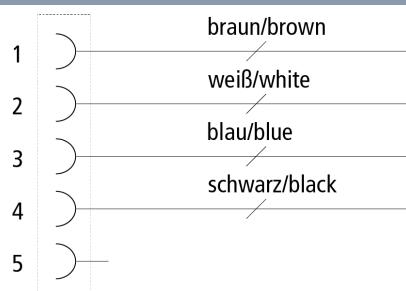 1 braun/brown
2 weiß/white
3 blau/blue
4 schwarz/black
5